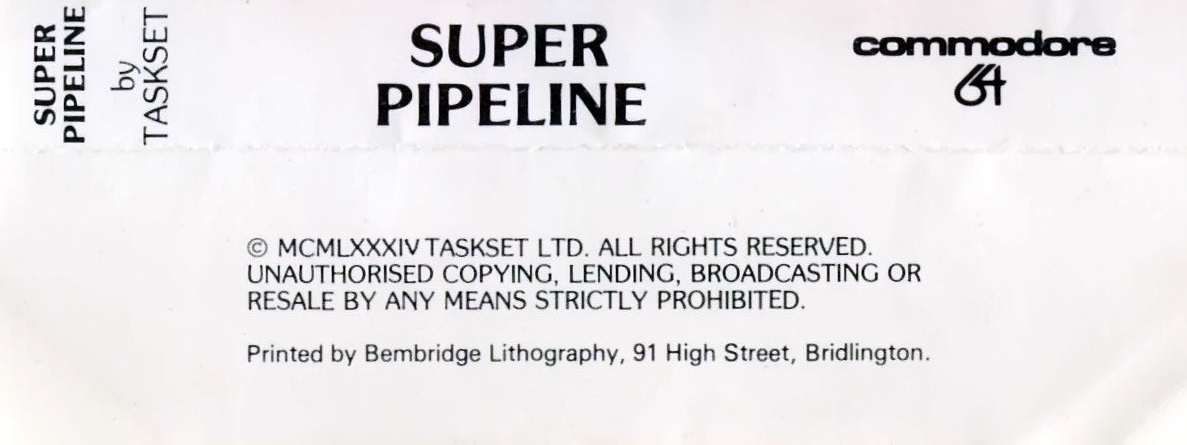 SUPER
PIPELINE
by
TASKSET
SUPER
PIPELINE
commodore
64
© MCMLXXXIV TASKSET LTD. ALL RIGHTS RESERVED.
UNAUTHORISED COPYING, LENDING, BROADCASTING OR
RESALE BY ANY MEANS STRICTLY PROHIBITED.
Printed by Bembridge Lithography, 91 High Street, Bridlington.